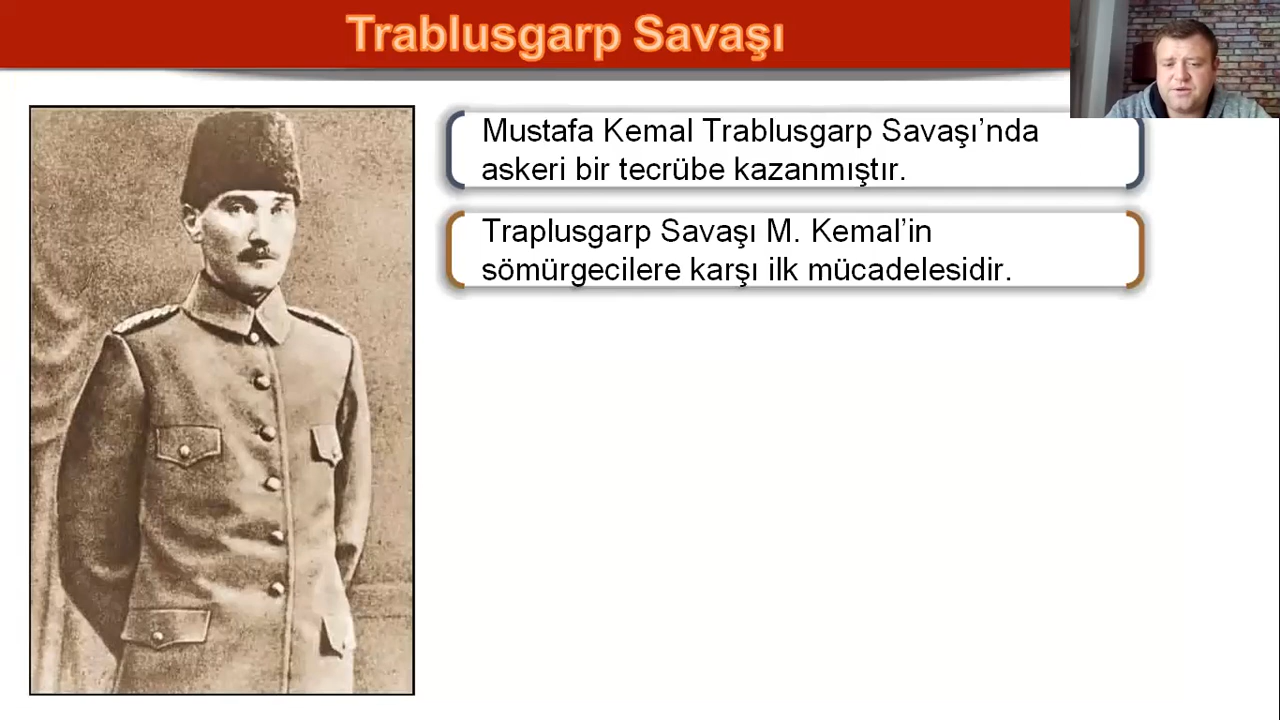 Trablusgarp Savaşı
Mustafa Kemal Trablusgarp Savaşı’nda
askeri bir tecrübe kazanmıştır.
Traplusgarp Savaşı M. Kemal’in
sömürgecilere karşı ilk mücadelesidir.